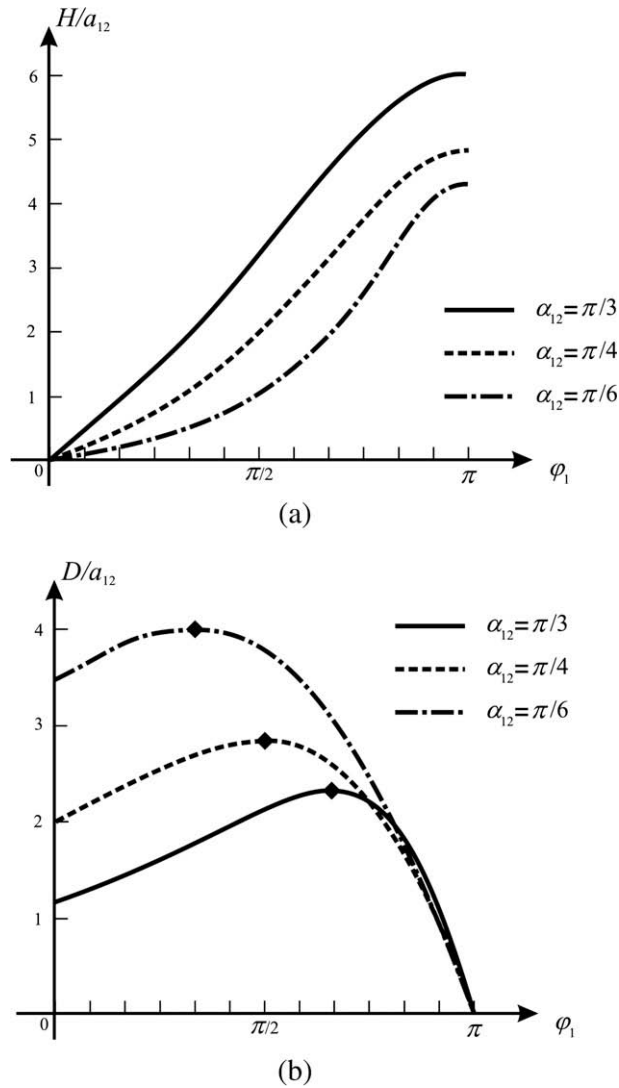 H/a₁₂
6
5
4
3
2
1
0
π/2
π
φ₁
α₁₂=π/3
α₁₂=π/4
α₁₂=π/6
(a)
D/a₁₂
4
3
2
1
0
π/2
π
φ₁
α₁₂=π/3
α₁₂=π/4
α₁₂=π/6
(b)